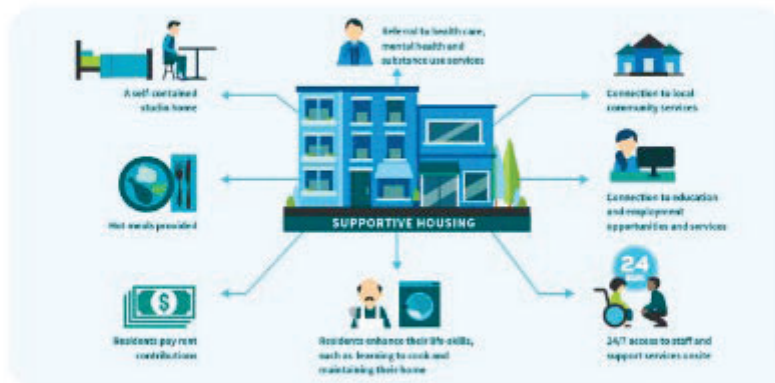 Referral to health care,
mental health and
substance use services
A self-contained
studio home
Connection to local
community services
Hot meals provided
Connection to education
and employment
opportunities and services
SUPPORTIVE HOUSING
24
Residents pay rent
contributions
Residents enhance their life-skills,
such as learning to cook and
maintaining their home
24/7 access to staff and
support services onsite